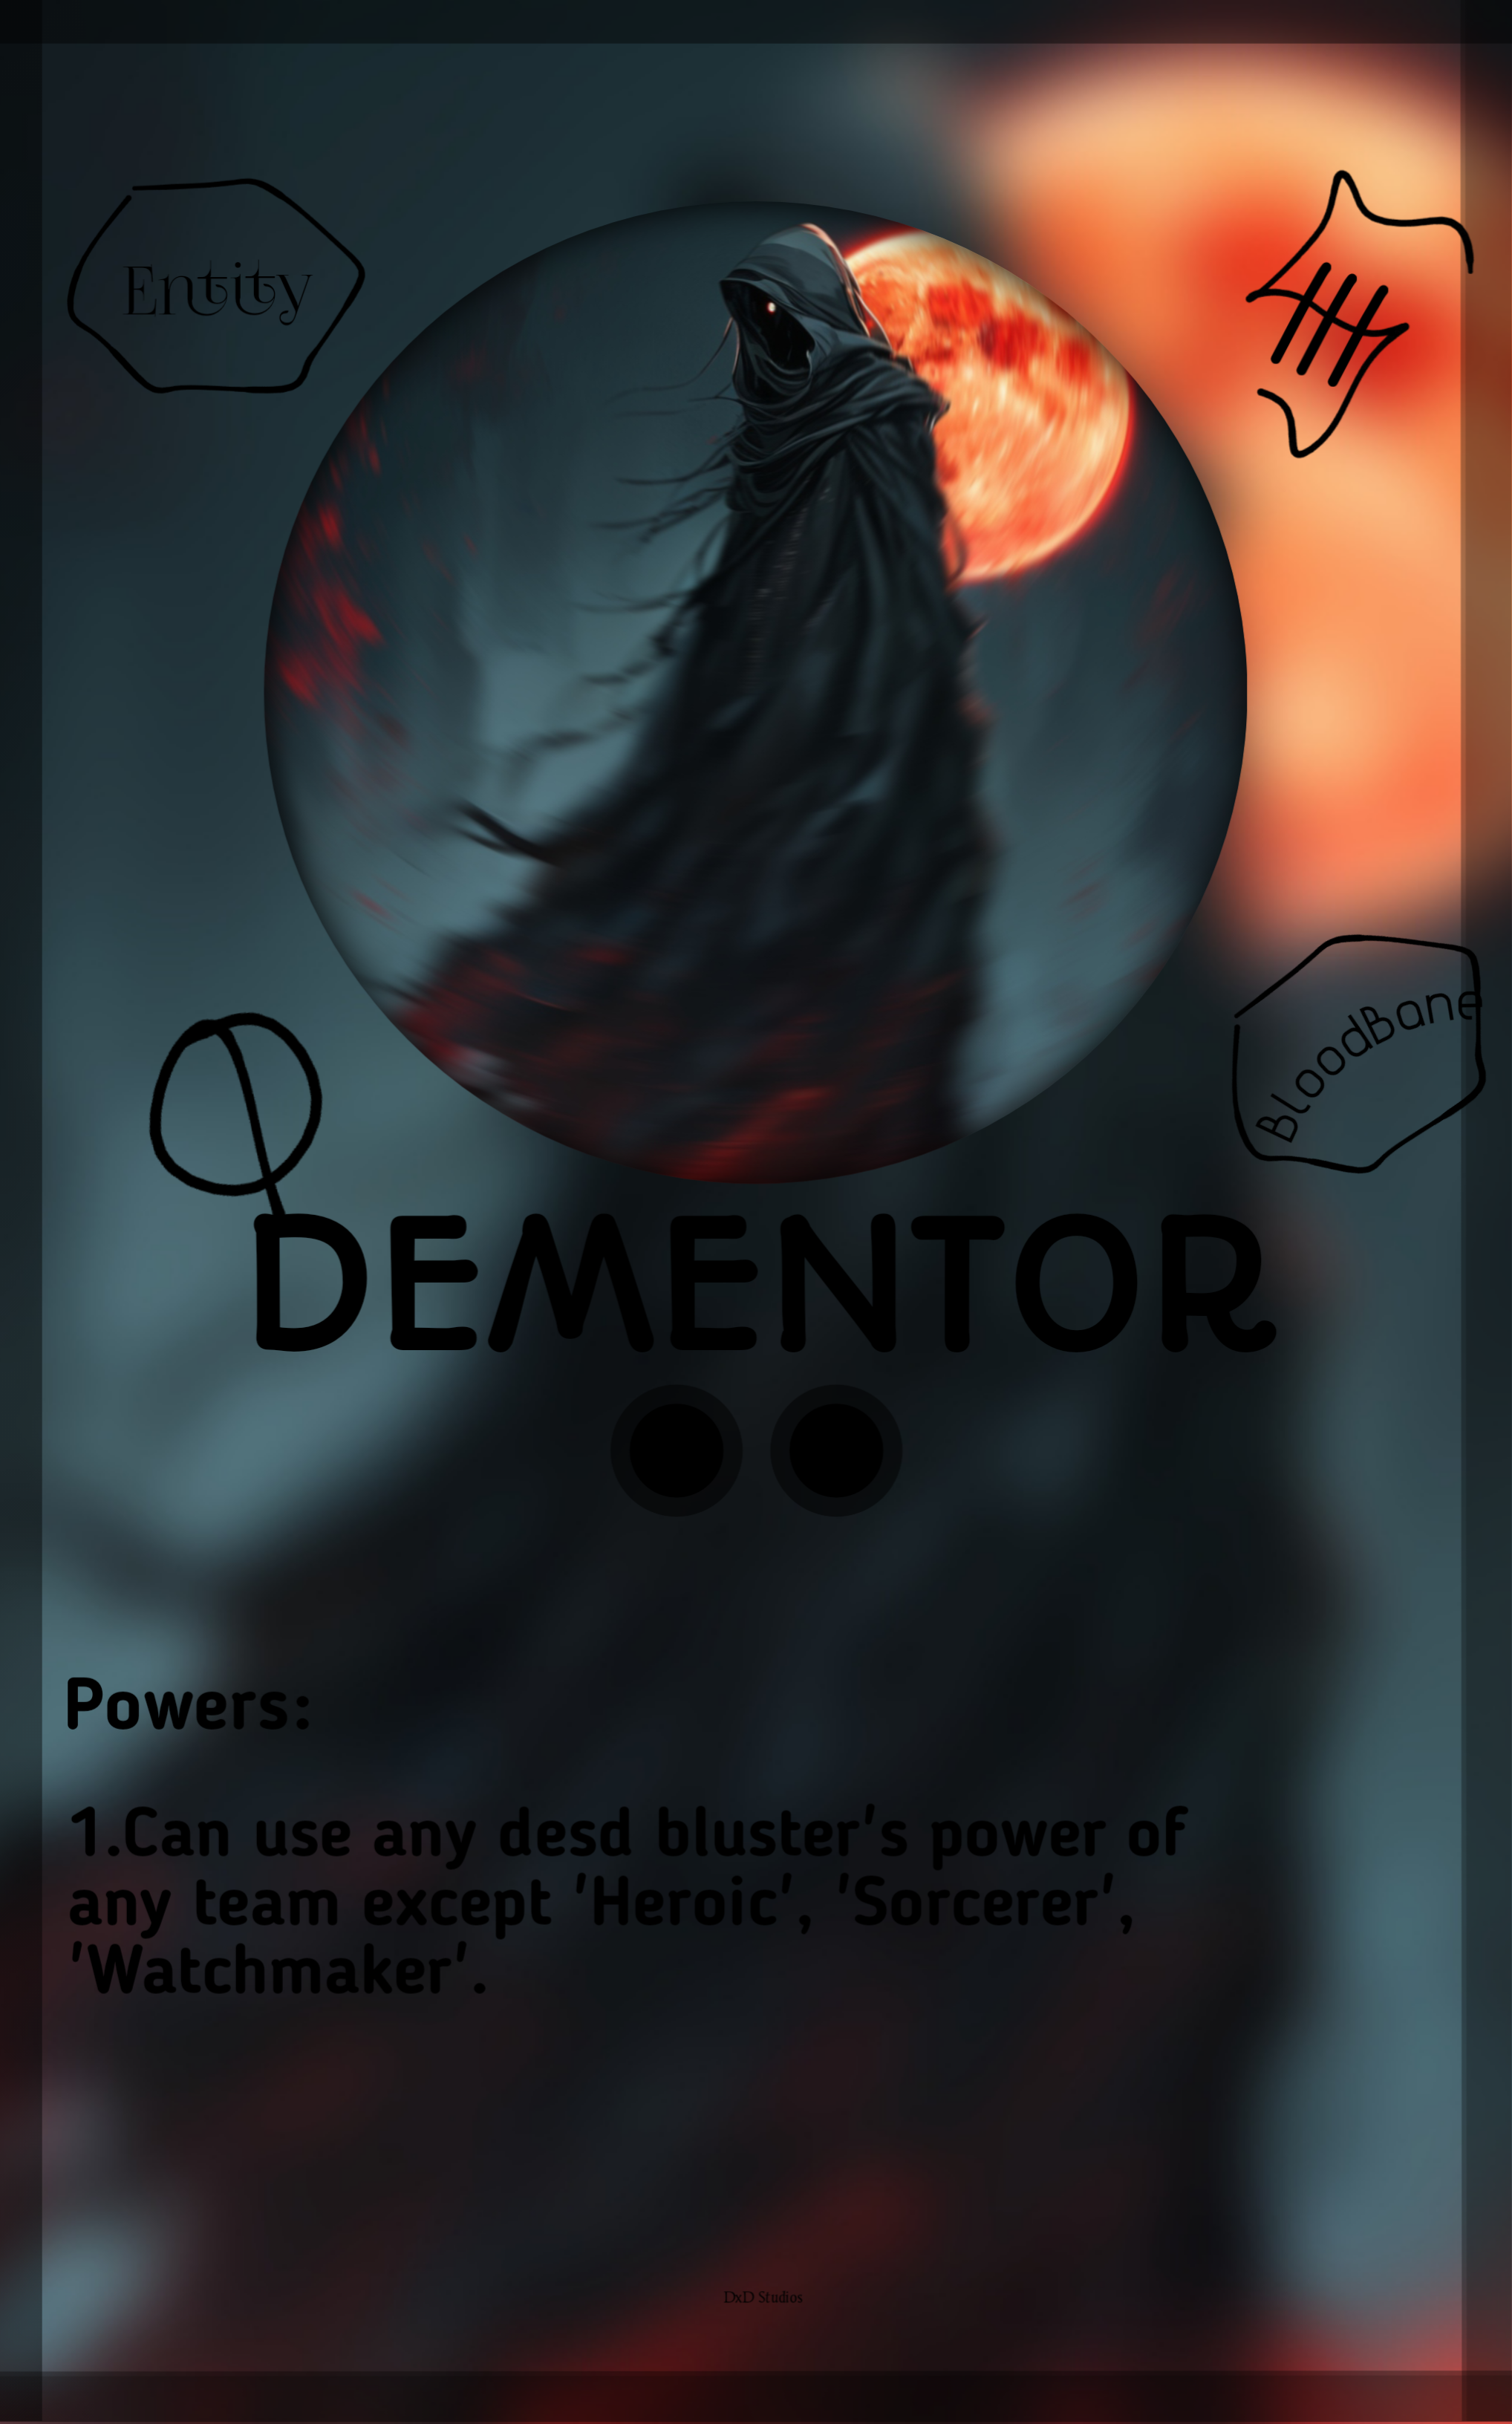 Entity
BloodBane
DEMENTOR
Powers:
1.Can use any desd bluster's power of
any team except 'Heroic', 'Sorcerer',
'Watchmaker'.
DxD Studios